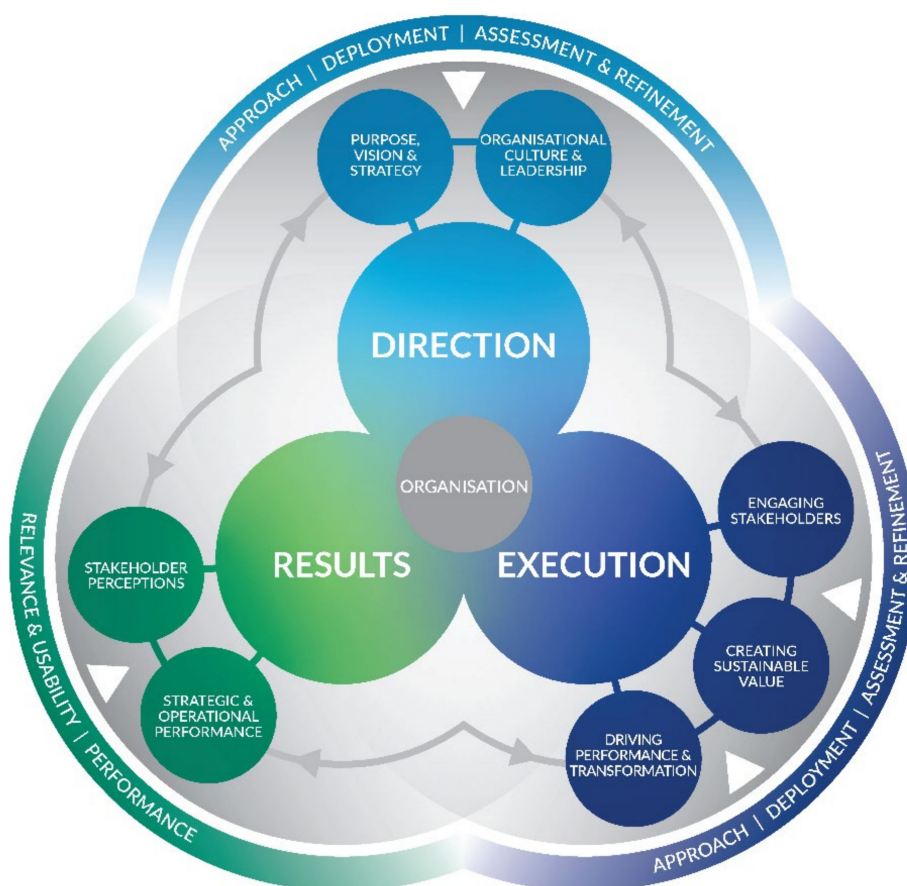 APPROACH | DEPLOYMENT | ASSESSMENT & REFINEMENT
PURPOSE,
VISION &
STRATEGY
ORGANISATIONAL
CULTURE &
LEADERSHIP
DIRECTION
ORGANISATION
RESULTS
EXECUTION
ENGAGING
STAKEHOLDERS
CREATING
SUSTAINABLE
VALUE
DRIVING
PERFORMANCE &
TRANSFORMATION
STAKEHOLDER
PERCEPTIONS
STRATEGIC &
OPERATIONAL
PERFORMANCE
RELEVANCE & USABILITY | PERFORMANCE
APPROACH | DEPLOYMENT | ASSESSMENT & REFINEMENT